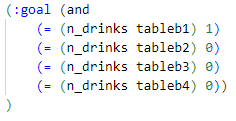 (:goal (and
(= (n_drinks tableb1) 1)
(= (n_drinks tableb2) 0)
(= (n_drinks tableb3) 0)
(= (n_drinks tableb4) 0))
)